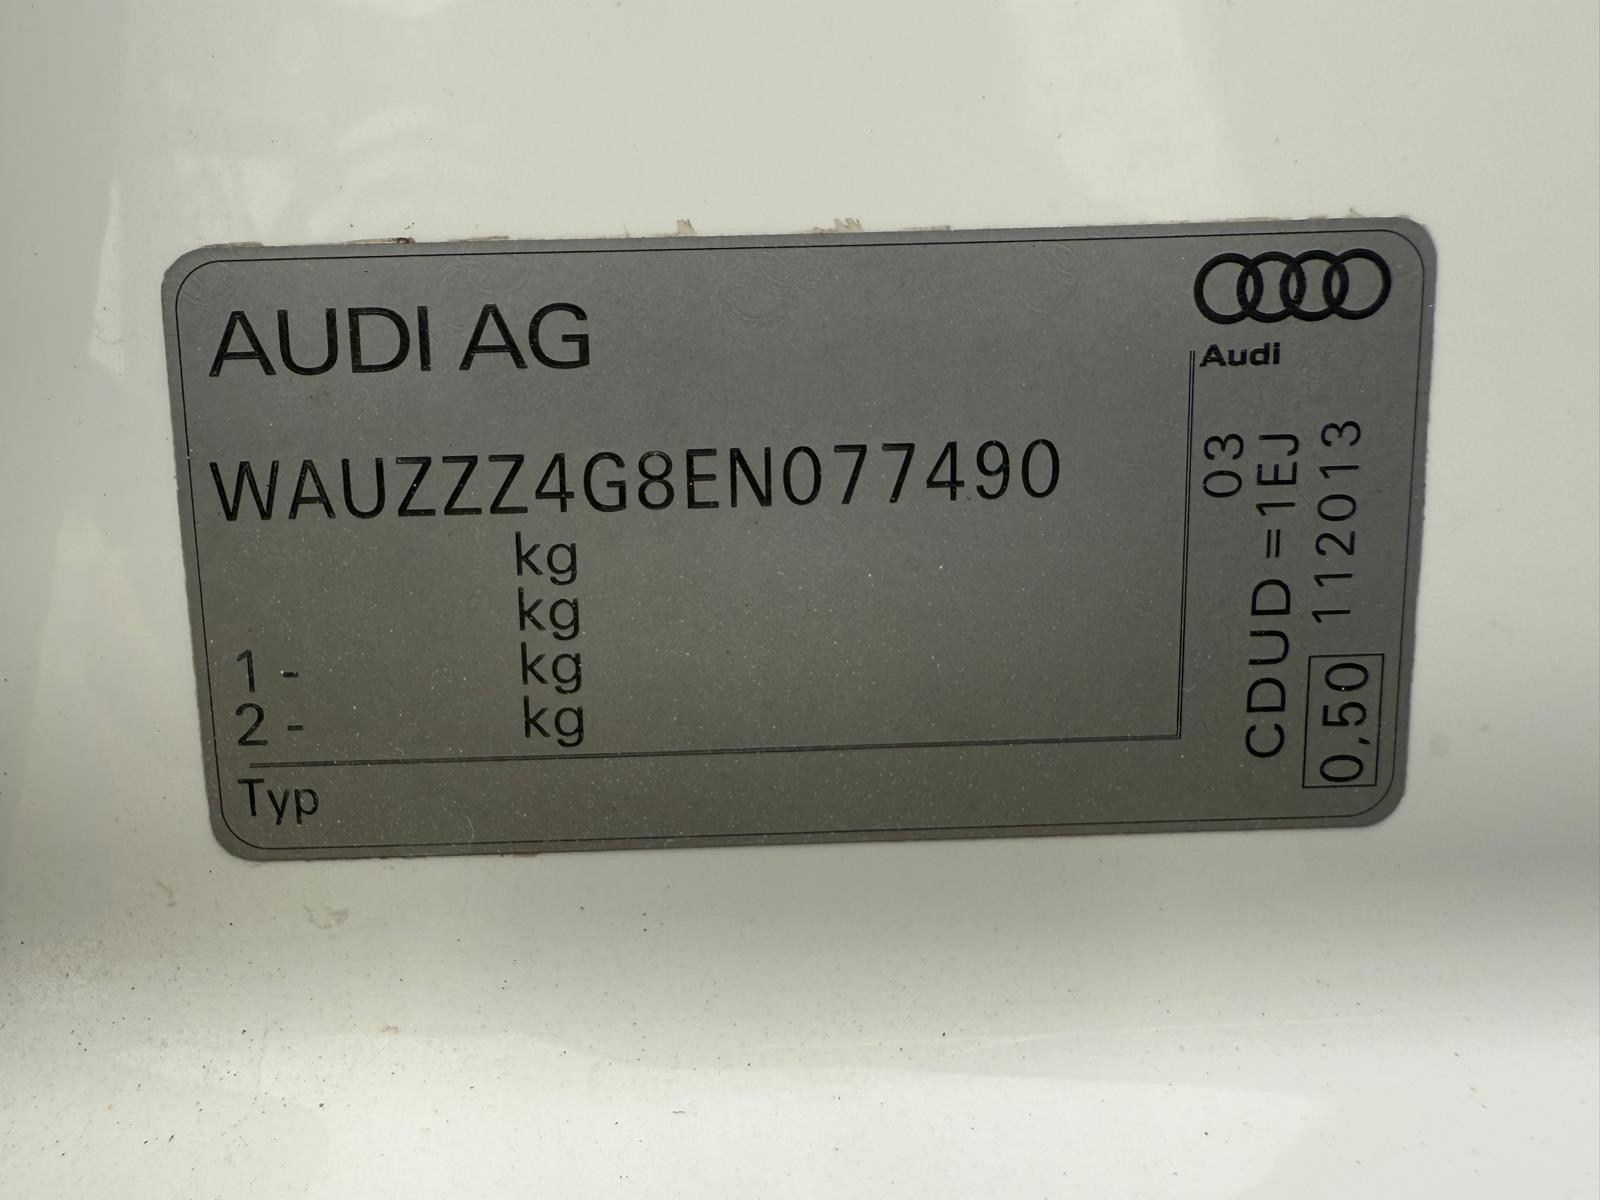 AUDI AG
Audi
WAUZZZ4G8EN077490
kg
kg
1 - kg
2 - kg
Typ
03
CDUD =1EJ
0,50 112013